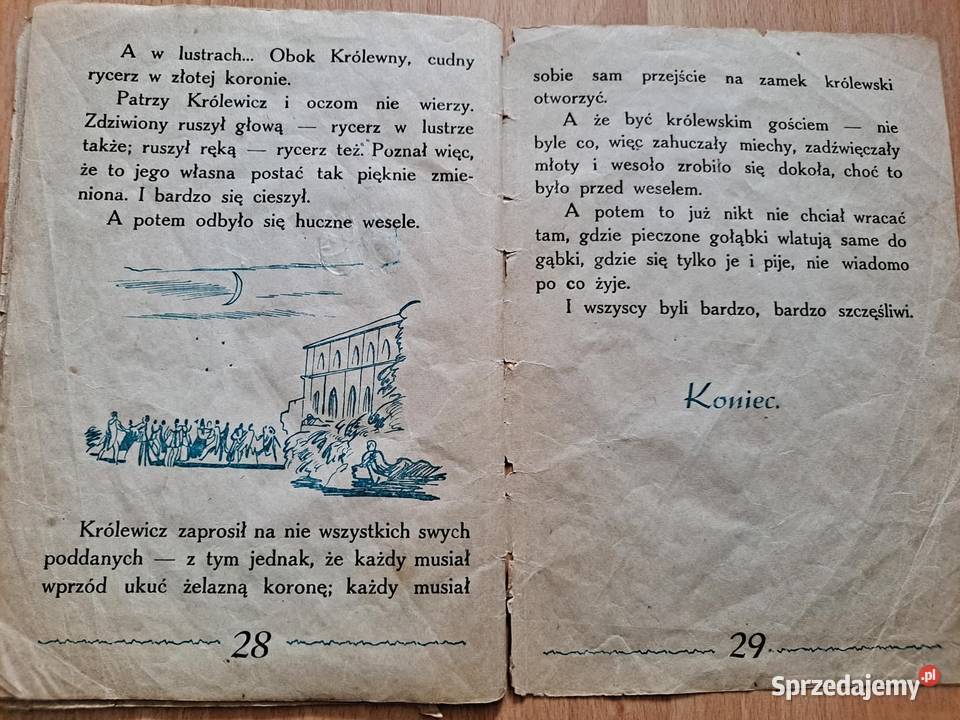 A w lustrach... Obok Królewny, cudny
rycerz w złotej koronie.
Patrzy Królewicz i oczom nie wierzy.
Zdziwiony ruszył głową — rycerz w lustrze
także; ruszył ręką — rycerz też. Poznał więc,
że to jego własna postać tak pięknie zmie-
niona. I bardzo się cieszył.
A potem odbyło się huczne wesele.
Królewicz zaprosił na nie wszystkich swych
poddanych — z tym jednak, że każdy musiał
wprzód ukuć żelazną koronę; każdy musiał
28
sobie sam przejście na zamek królewski
otworzyć.
A że być królewskim gościem — nie
byle co, więc zahuczały miechy, zadźwięczały
młoty i wesoło zrobiło się dokoła, choć to
było przed weselem.
A potem to już nikt nie chciał wracać
tam, gdzie pieczone gołąbki wlatują same do
gąbki, gdzie się tylko je i pije, nie wiadomo
po co żyje.
I wszyscy byli bardzo, bardzo szczęśliwi.
Koniec.
29
Sprzedajemy.pl